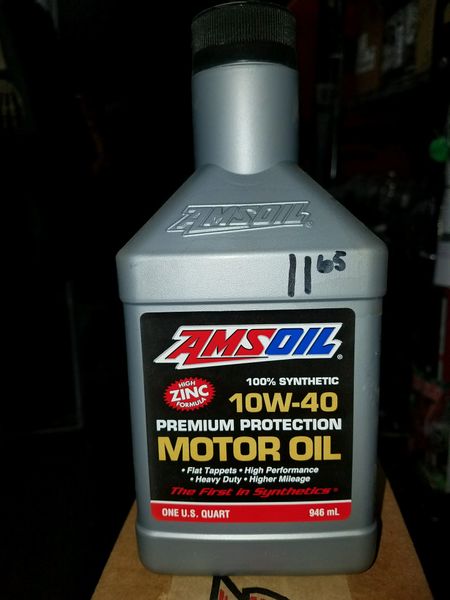 AMSOIL
11 65
AMSOIL®
HIGH
ZINC
FORMULA
100% SYNTHETIC
10W-40
PREMIUM PROTECTION
MOTOR OIL
• Flat Tappets • High Performance
• Heavy Duty • Higher Mileage
The First in Synthetics®
ONE U.S. QUART 946 mL